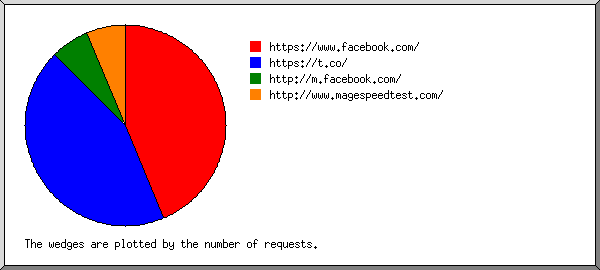 https://www.facebook.com/
https://t.co/
http://m.facebook.com/
http://www.magespeedtest.com/
The wedges are plotted by the number of requests.